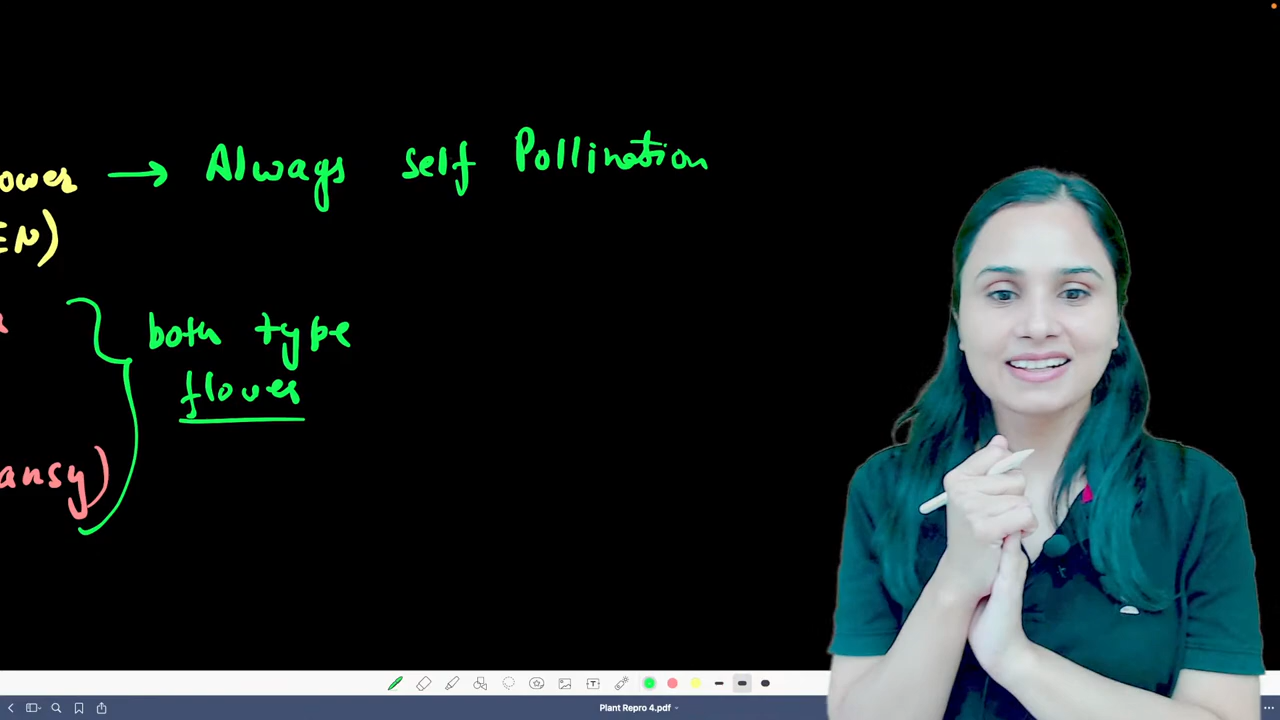 ower → Always self Pollination
EN)
both type
flower
ansy)
Plant Repro 4.pdf